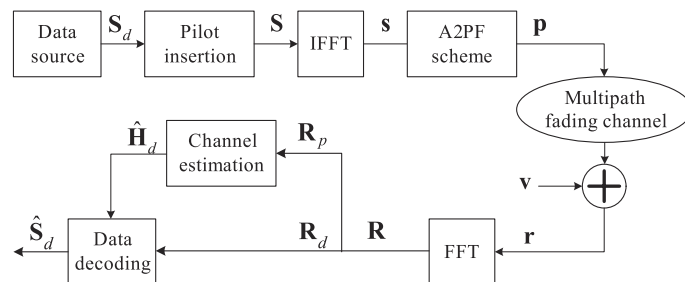 Data source
S_d
Pilot insertion
S
IFFT
s
A2PF scheme
p
Multipath fading channel
v
r
FFT
R
R_p
R_d
Channel estimation
Ĥ_d
Data decoding
Ŝ_d